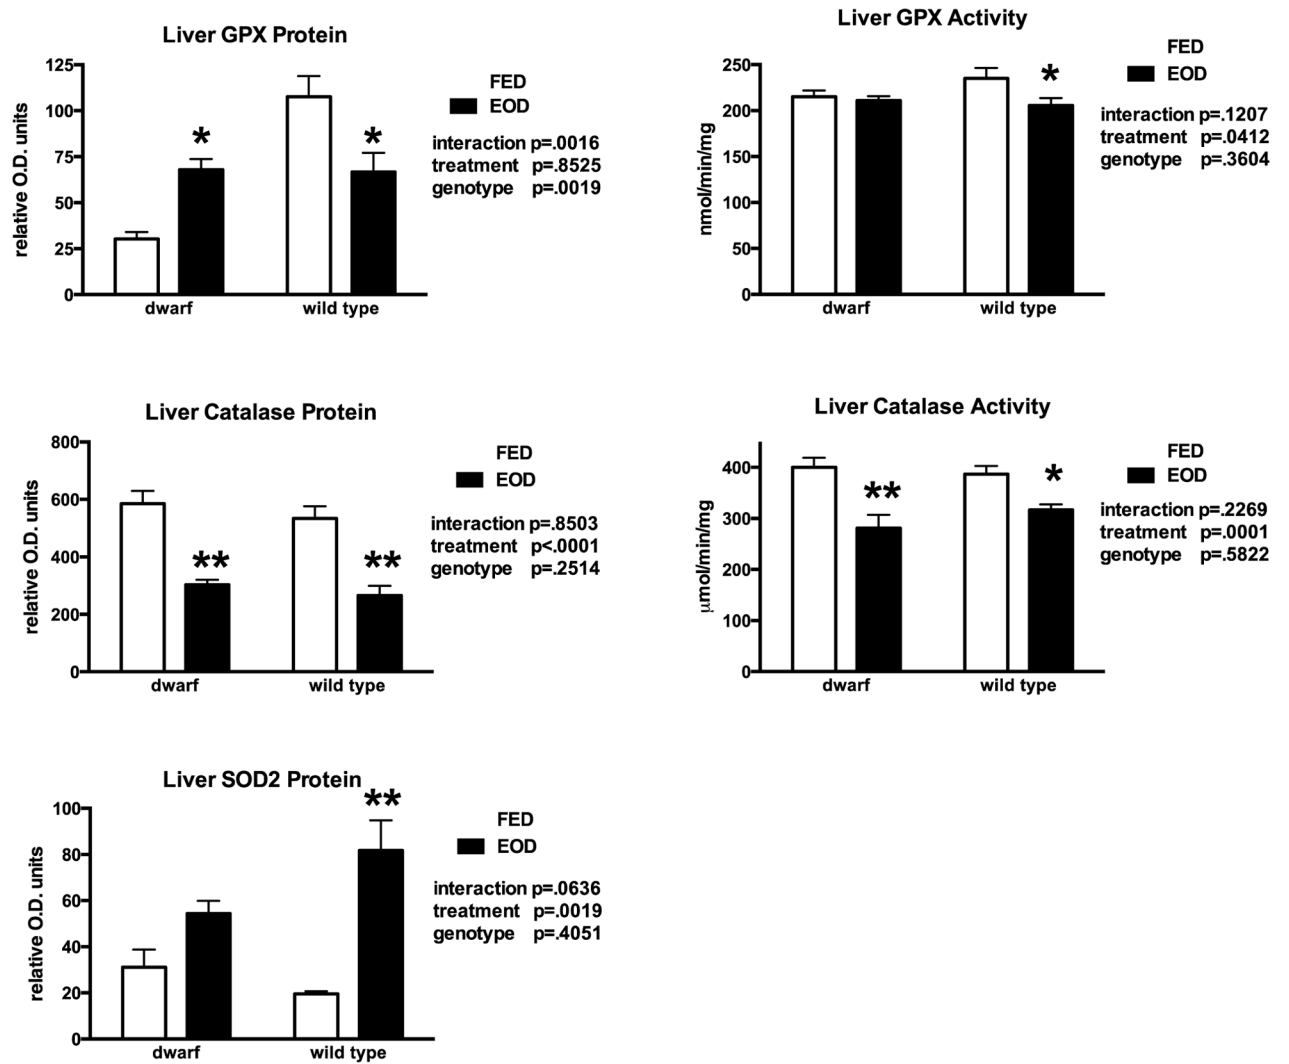 Liver GPX Protein
125
100
75
50
25
0
relative O.D. units
*
*
dwarf
wild type
FED
EOD
interaction p=.0016
treatment p=.8525
genotype p=.0019
Liver GPX Activity
250
200
150
100
50
0
nmol/min/mg
*
dwarf
wild type
FED
EOD
interaction p=.1207
treatment p=.0412
genotype p=.3604
Liver Catalase Protein
800
600
400
200
0
relative O.D. units
**
**
dwarf
wild type
FED
EOD
interaction p=.8503
treatment p<.0001
genotype p=.2514
Liver Catalase Activity
400
300
200
100
0
μmol/min/mg
**
*
dwarf
wild type
FED
EOD
interaction p=.2269
treatment p=.0001
genotype p=.5822
Liver SOD2 Protein
100
80
60
40
20
0
relative O.D. units
**
dwarf
wild type
FED
EOD
interaction p=.0636
treatment p=.0019
genotype p=.4051